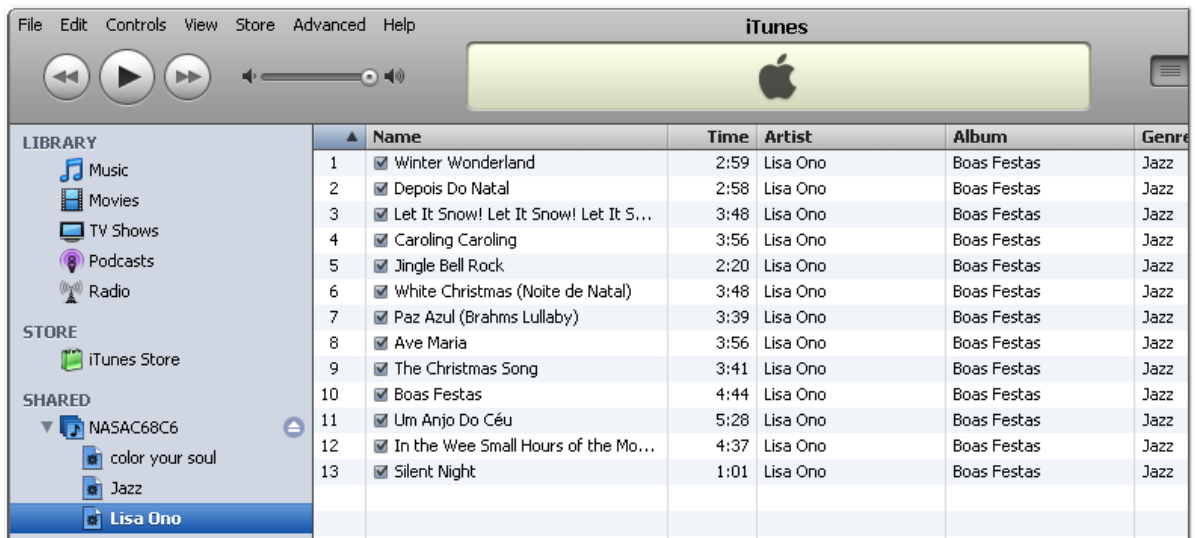 File Edit Controls View Store Advanced Help
iTunes
LIBRARY
Music
Movies
TV Shows
Podcasts
Radio
STORE
iTunes Store
SHARED
NASAC68C6
color your soul
Jazz
Lisa Ono
Name Time Artist Album Genre
1 Winter Wonderland 2:59 Lisa Ono Boas Festas Jazz
2 Depois Do Natal 2:58 Lisa Ono Boas Festas Jazz
3 Let It Snow! Let It Snow! Let It S... 3:48 Lisa Ono Boas Festas Jazz
4 Caroling Caroling 3:56 Lisa Ono Boas Festas Jazz
5 Jingle Bell Rock 2:20 Lisa Ono Boas Festas Jazz
6 White Christmas (Noite de Natal) 3:48 Lisa Ono Boas Festas Jazz
7 Paz Azul (Brahms Lullaby) 3:39 Lisa Ono Boas Festas Jazz
8 Ave Maria 3:56 Lisa Ono Boas Festas Jazz
9 The Christmas Song 3:41 Lisa Ono Boas Festas Jazz
10 Boas Festas 4:44 Lisa Ono Boas Festas Jazz
11 Um Anjo Do Céu 5:28 Lisa Ono Boas Festas Jazz
12 In the Wee Small Hours of the Mo... 4:37 Lisa Ono Boas Festas Jazz
13 Silent Night 1:01 Lisa Ono Boas Festas Jazz